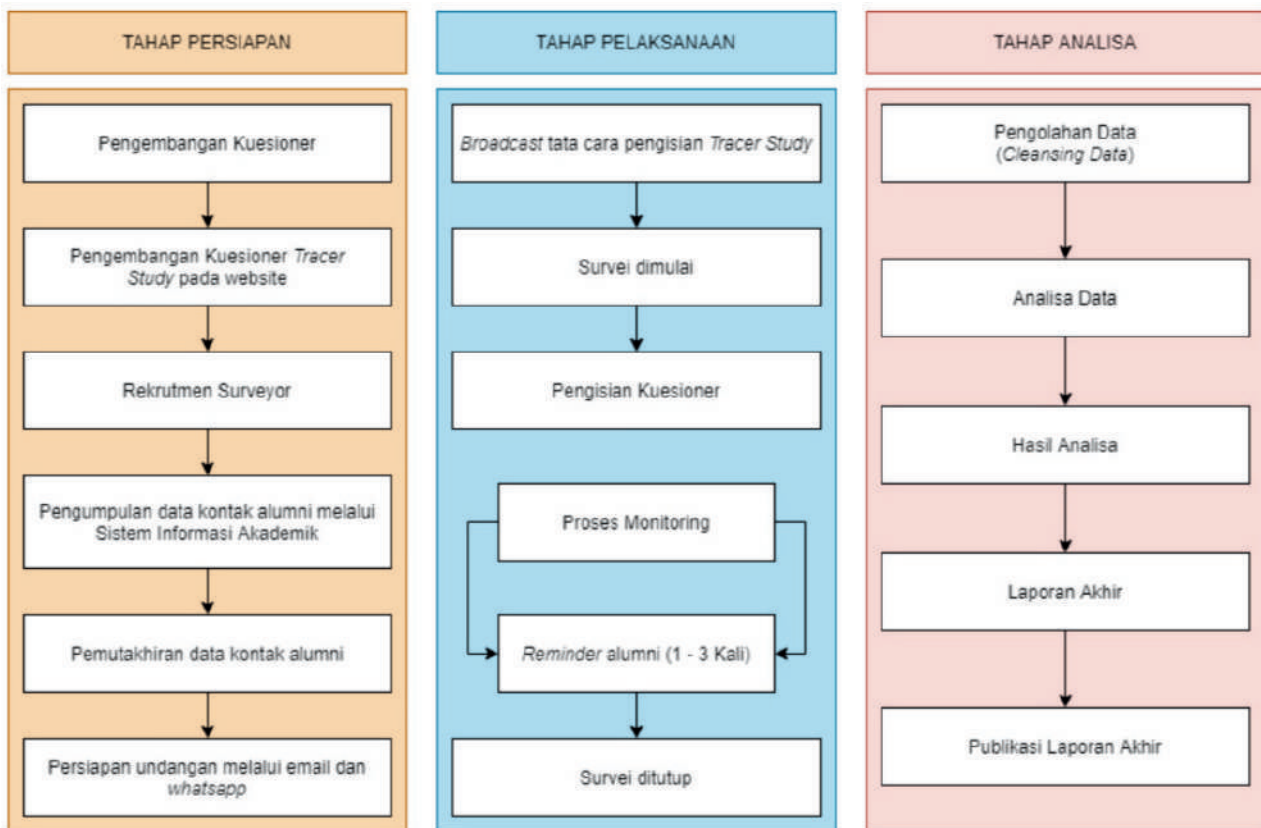 TAHAP PERSIAPAN
Pengembangan Kuesioner
Pengembangan Kuesioner Tracer
Study pada website
Rekrutmen Surveyor
Pengumpulan data kontak alumni melalui
Sistem Informasi Akademik
Pemutakhiran data kontak alumni
Persiapan undangan melalui email dan
whatsapp
TAHAP PELAKSANAAN
Broadcast tata cara pengisian Tracer Study
Survei dimulai
Pengisian Kuesioner
Proses Monitoring
Reminder alumni (1 - 3 Kali)
Survei ditutup
TAHAP ANALISA
Pengolahan Data
(Cleansing Data)
Analisa Data
Hasil Analisa
Laporan Akhir
Publikasi Laporan Akhir